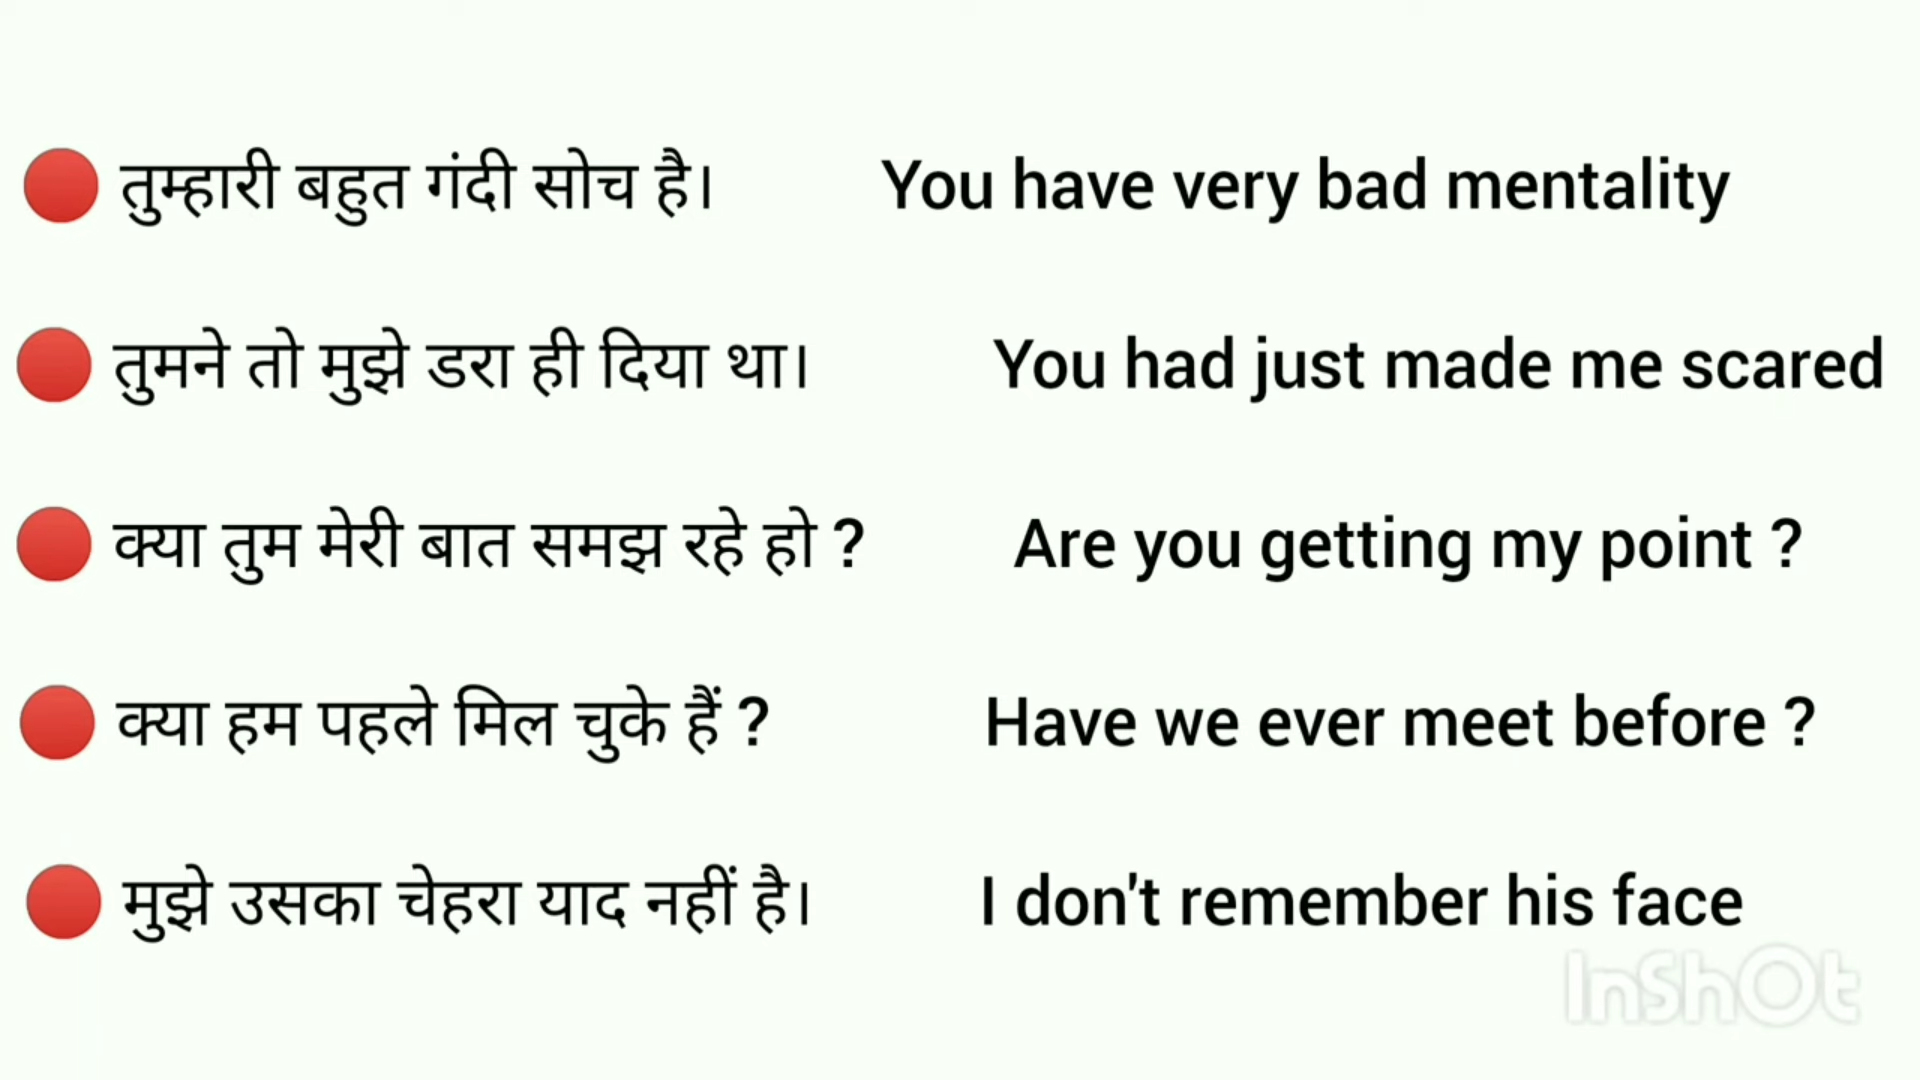 🔴 तुम्हारी बहुत गंदी सोच है। You have very bad mentality
🔴 तुमने तो मुझे डरा ही दिया था। You had just made me scared
🔴 क्या तुम मेरी बात समझ रहे हो ? Are you getting my point ?
🔴 क्या हम पहले मिल चुके हैं ? Have we ever meet before ?
🔴 मुझे उसका चेहरा याद नहीं है। I don't remember his face
InShOt